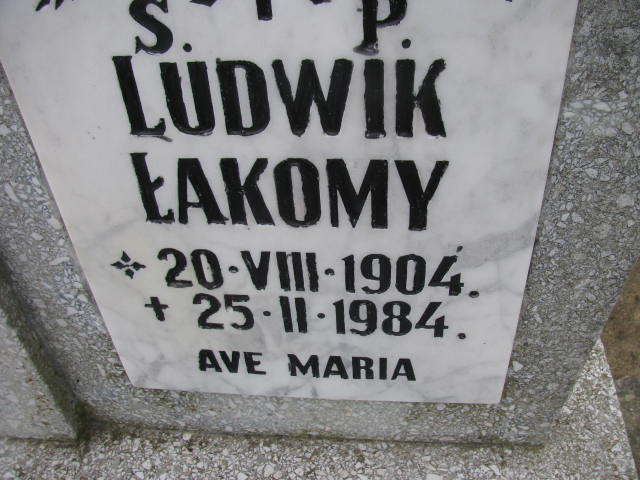 Ś. P.
LUDWIK
ŁAKOMY
20·VIII·1904.
+ 25·II·1984.
AVE MARIA